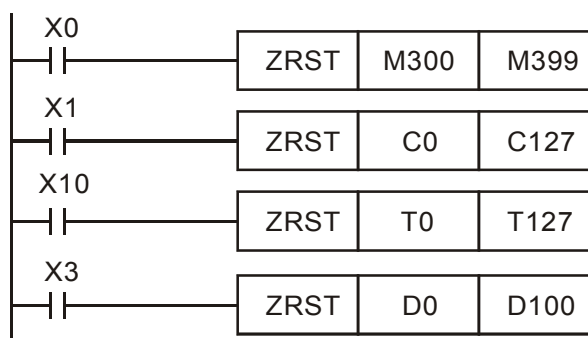 X0
ZRST M300 M399
X1
ZRST C0 C127
X10
ZRST T0 T127
X3
ZRST D0 D100